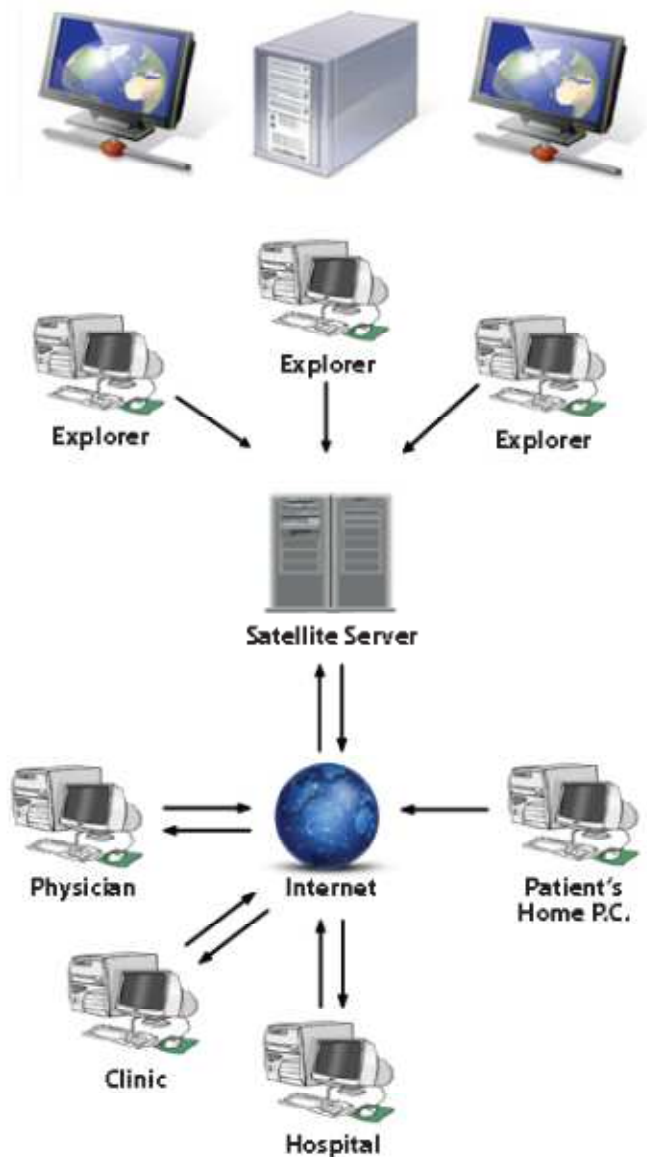 Explorer
Explorer
Explorer
Satellite Server
Physician
Internet
Patient's
Home P.C.
Clinic
Hospital